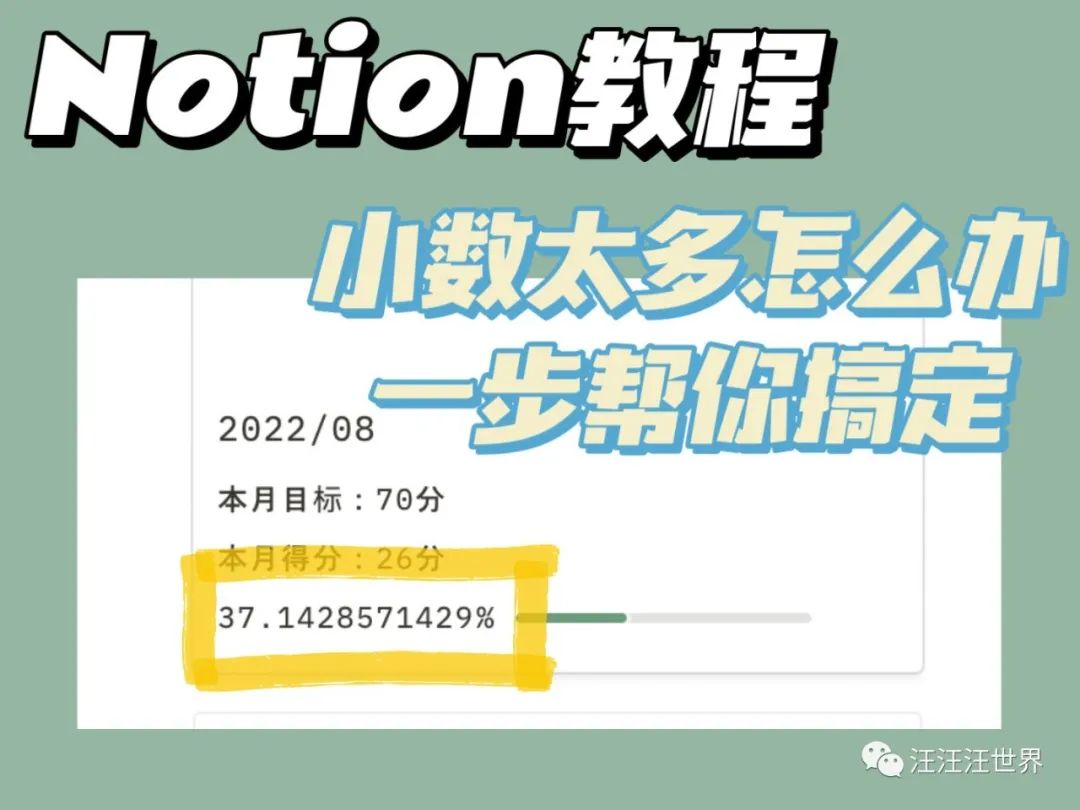 Notion教程
小数太多怎么办
一步帮你搞定
2022/08
本月目标：70分
本月得分：26分
37.1428571429%
汪汪汪世界